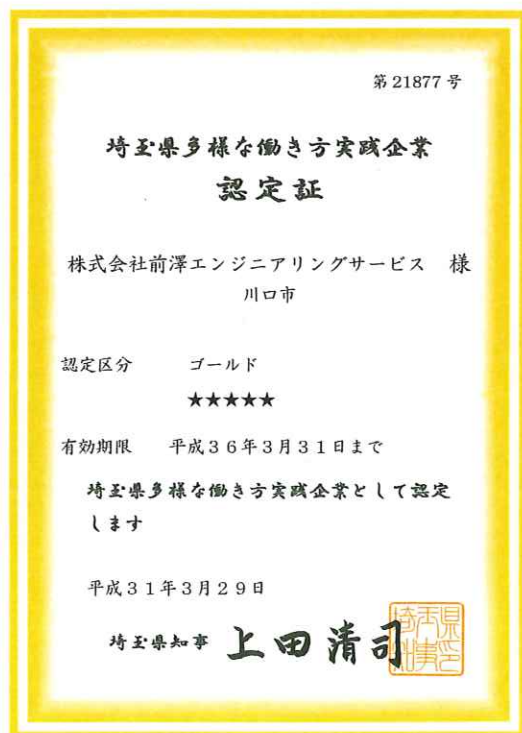 第21877号
埼玉県多様な働き方実践企業
認定証
株式会社前澤エンジニアリングサービス 様
川口市
認定区分 ゴールド
★★★★★
有効期限 平成36年3月31日まで
埼玉県多様な働き方実践企業として認定
します
平成31年3月29日
埼玉県知事 上田清司